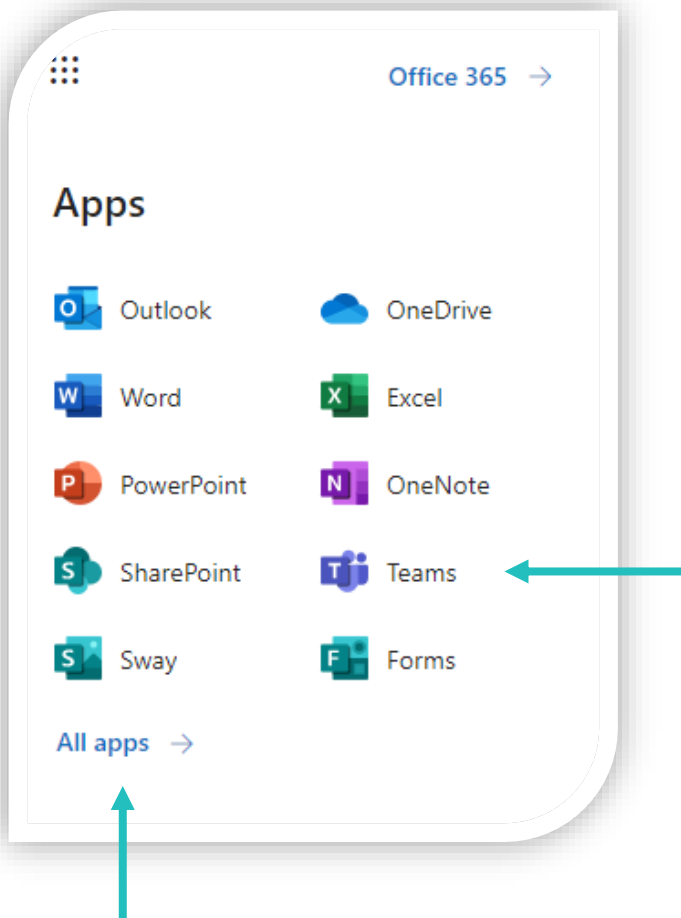 Office 365
Apps
O Outlook
OneDrive
W Word
X Excel
P PowerPoint
N OneNote
S SharePoint
T Teams
S Sway
F Forms
All apps